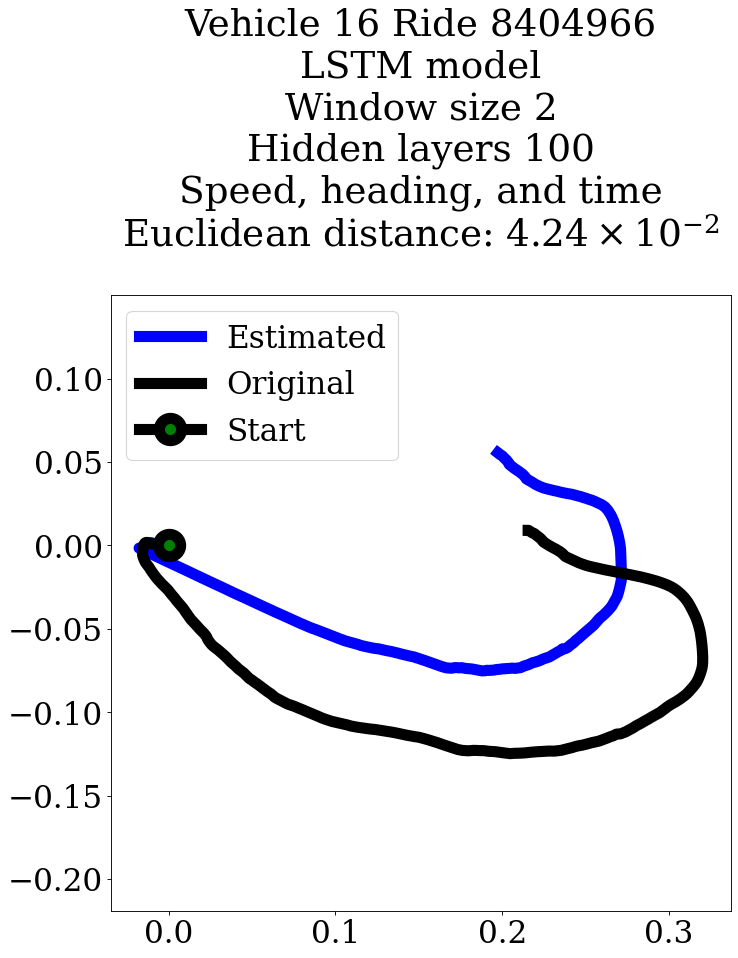 Vehicle 16 Ride 8404966
LSTM model
Window size 2
Hidden layers 100
Speed, heading, and time
Euclidean distance: 4.24 × 10⁻²
Estimated
Original
Start
0.10
0.05
0.00
−0.05
−0.10
−0.15
−0.20
0.0 0.1 0.2 0.3